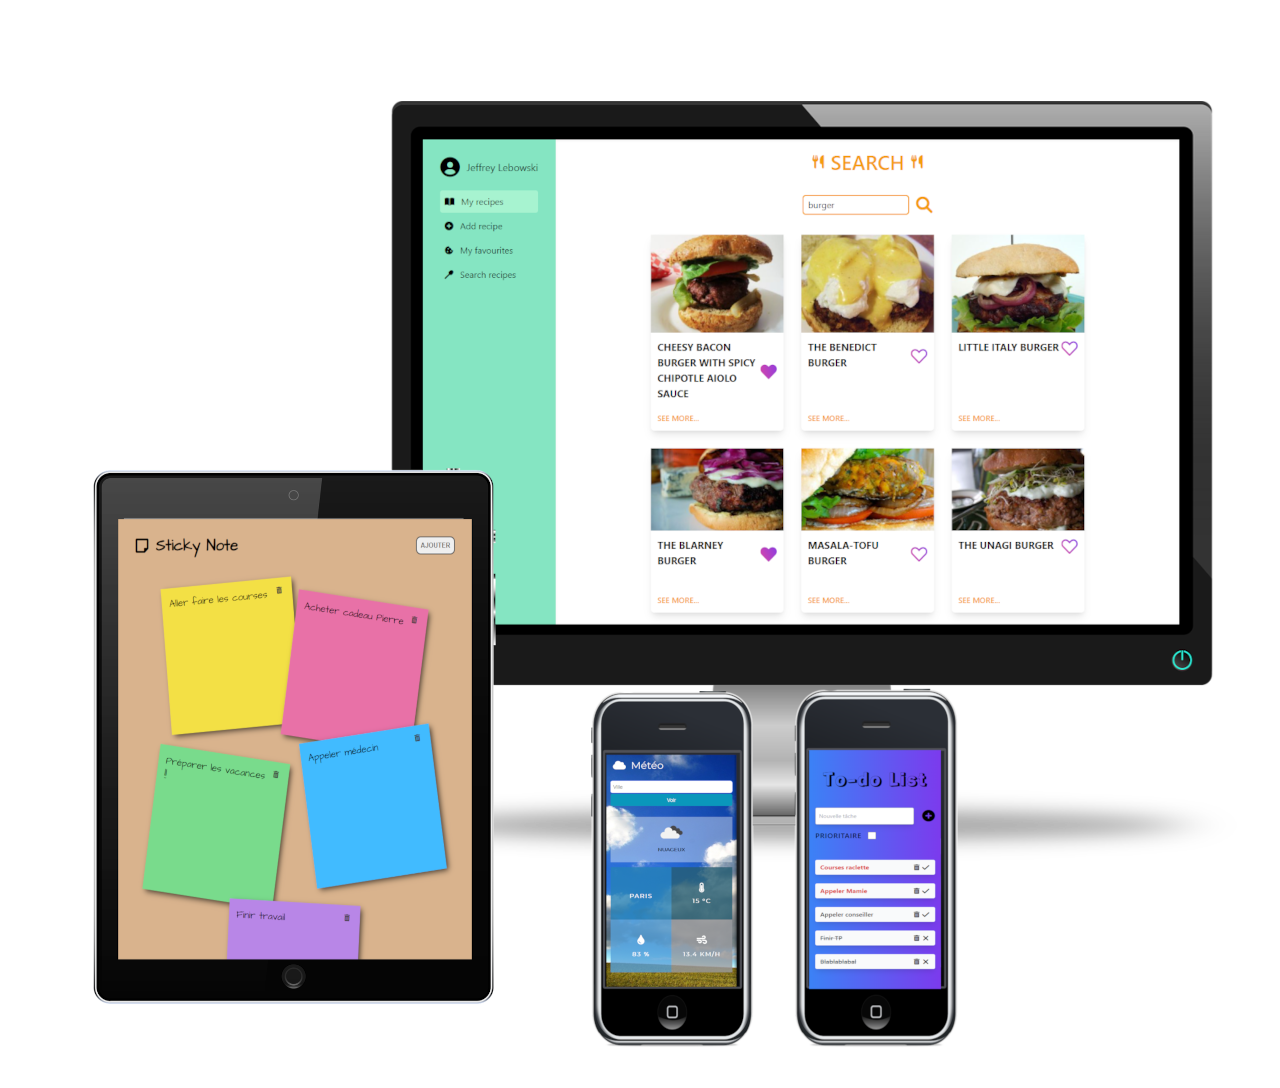 Jeffrey Lebowski
My recipes
Add recipe
My favourites
Search recipes
SEARCH
burger
CHEESY BACON
BURGER WITH SPICY
CHIPOTLE AIOLO
SAUCE
SEE MORE...
THE BENEDICT
BURGER
SEE MORE...
LITTLE ITALY BURGER
SEE MORE...
THE BLARNEY
BURGER
SEE MORE...
MASALA-TOFU
BURGER
SEE MORE...
THE UNAGI BURGER
SEE MORE...
Sticky Note
AJOUTER
Aller faire les courses
Acheter cadeau Pierre
Préparer les vacances
!
Appeler médecin
Finir travail
Météo
Ville
Voir
NUAGEUX
PARIS
15 °C
83 %
13.4 KM/H
To-do List
Nouvelle tâche
PRIORITAIRE
Courses raclette
Appeler Mamie
Appeler conseiller
Finir TP
Blablablabal